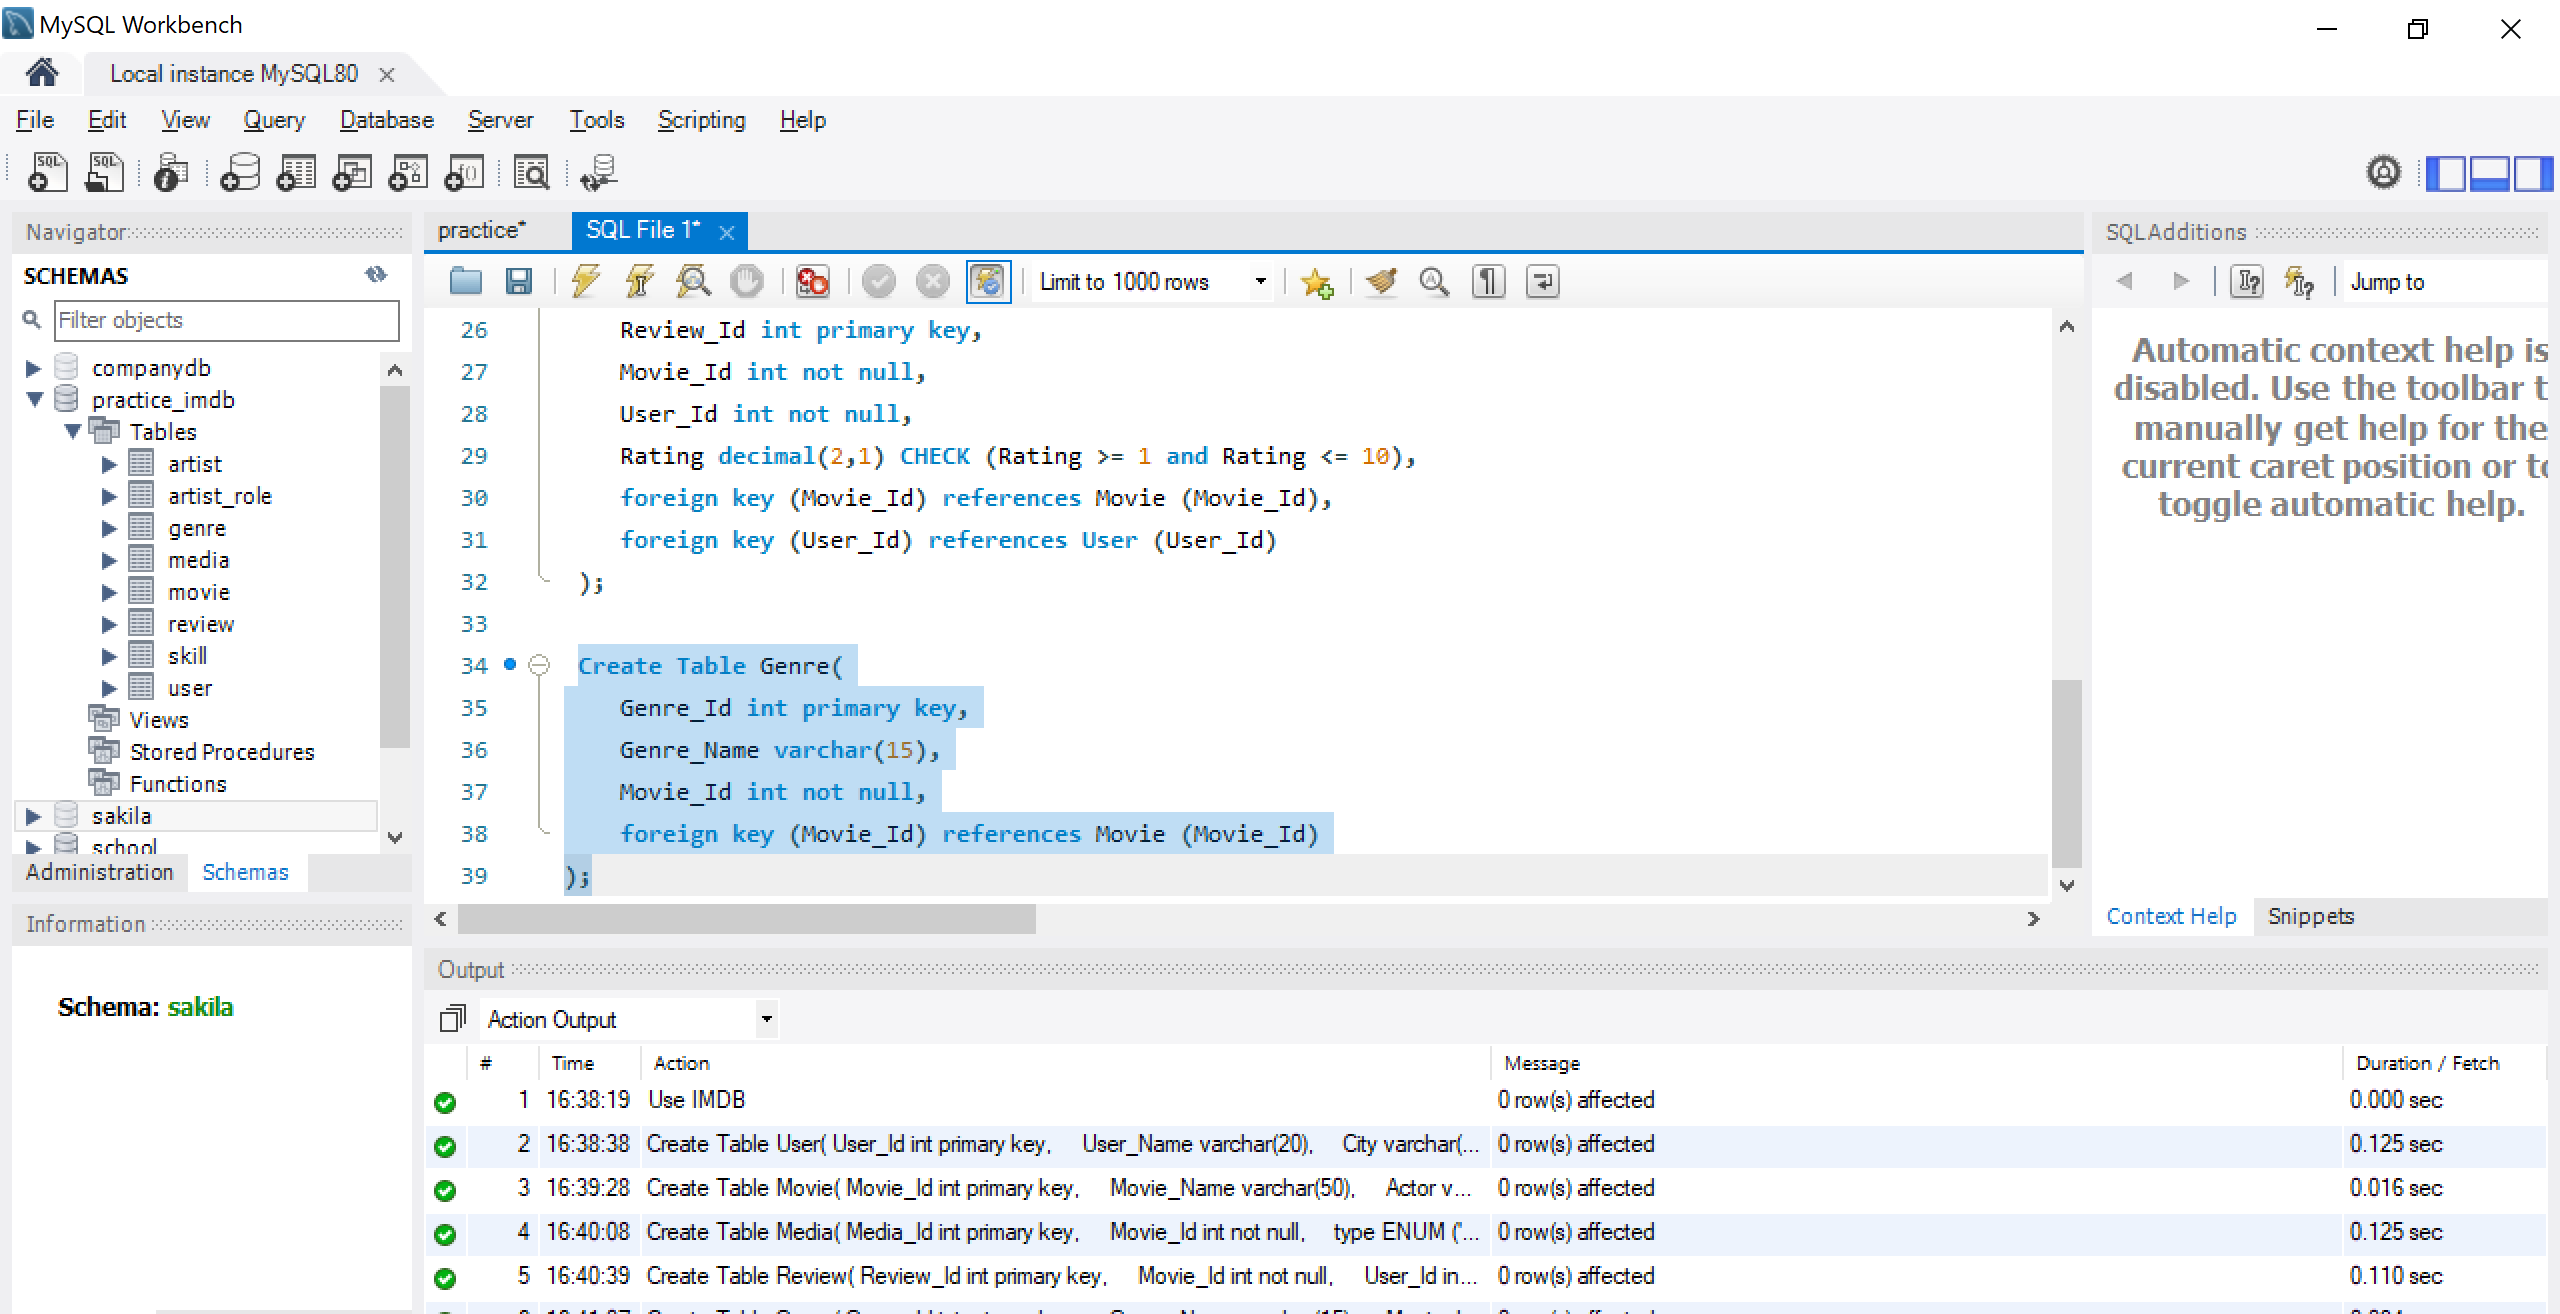 MySQL Workbench
Local instance MySQL80
File Edit View Query Database Server Tools Scripting Help
Navigator
SCHEMAS
Filter objects
companydb
practice_imdb
Tables
artist
artist_role
genre
media
movie
review
skill
user
Views
Stored Procedures
Functions
sakila
school
Administration Schemas
Information
Schema: sakila
practice* SQL File 1*
Limit to 1000 rows
26 Review_Id int primary key,
27 Movie_Id int not null,
28 User_Id int not null,
29 Rating decimal(2,1) CHECK (Rating >= 1 and Rating <= 10),
30 foreign key (Movie_Id) references Movie (Movie_Id),
31 foreign key (User_Id) references User (User_Id)
32 );
33
34 Create Table Genre(
35 Genre_Id int primary key,
36 Genre_Name varchar(15),
37 Movie_Id int not null,
38 foreign key (Movie_Id) references Movie (Movie_Id)
39 );
SQLAdditions
Jump to
Automatic context help is
disabled. Use the toolbar t
manually get help for the
current caret position or to
toggle automatic help.
Context Help Snippets
Output
Action Output
# Time Action Message Duration / Fetch
1 16:38:19 Use IMDB 0 row(s) affected 0.000 sec
2 16:38:38 Create Table User( User_Id int primary key, User_Name varchar(20), City varchar(... 0 row(s) affected 0.125 sec
3 16:39:28 Create Table Movie( Movie_Id int primary key, Movie_Name varchar(50), Actor v... 0 row(s) affected 0.016 sec
4 16:40:08 Create Table Media( Media_Id int primary key, Movie_Id int not null, type ENUM ('... 0 row(s) affected 0.125 sec
5 16:40:39 Create Table Review( Review_Id int primary key, Movie_Id int not null, User_Id in... 0 row(s) affected 0.110 sec